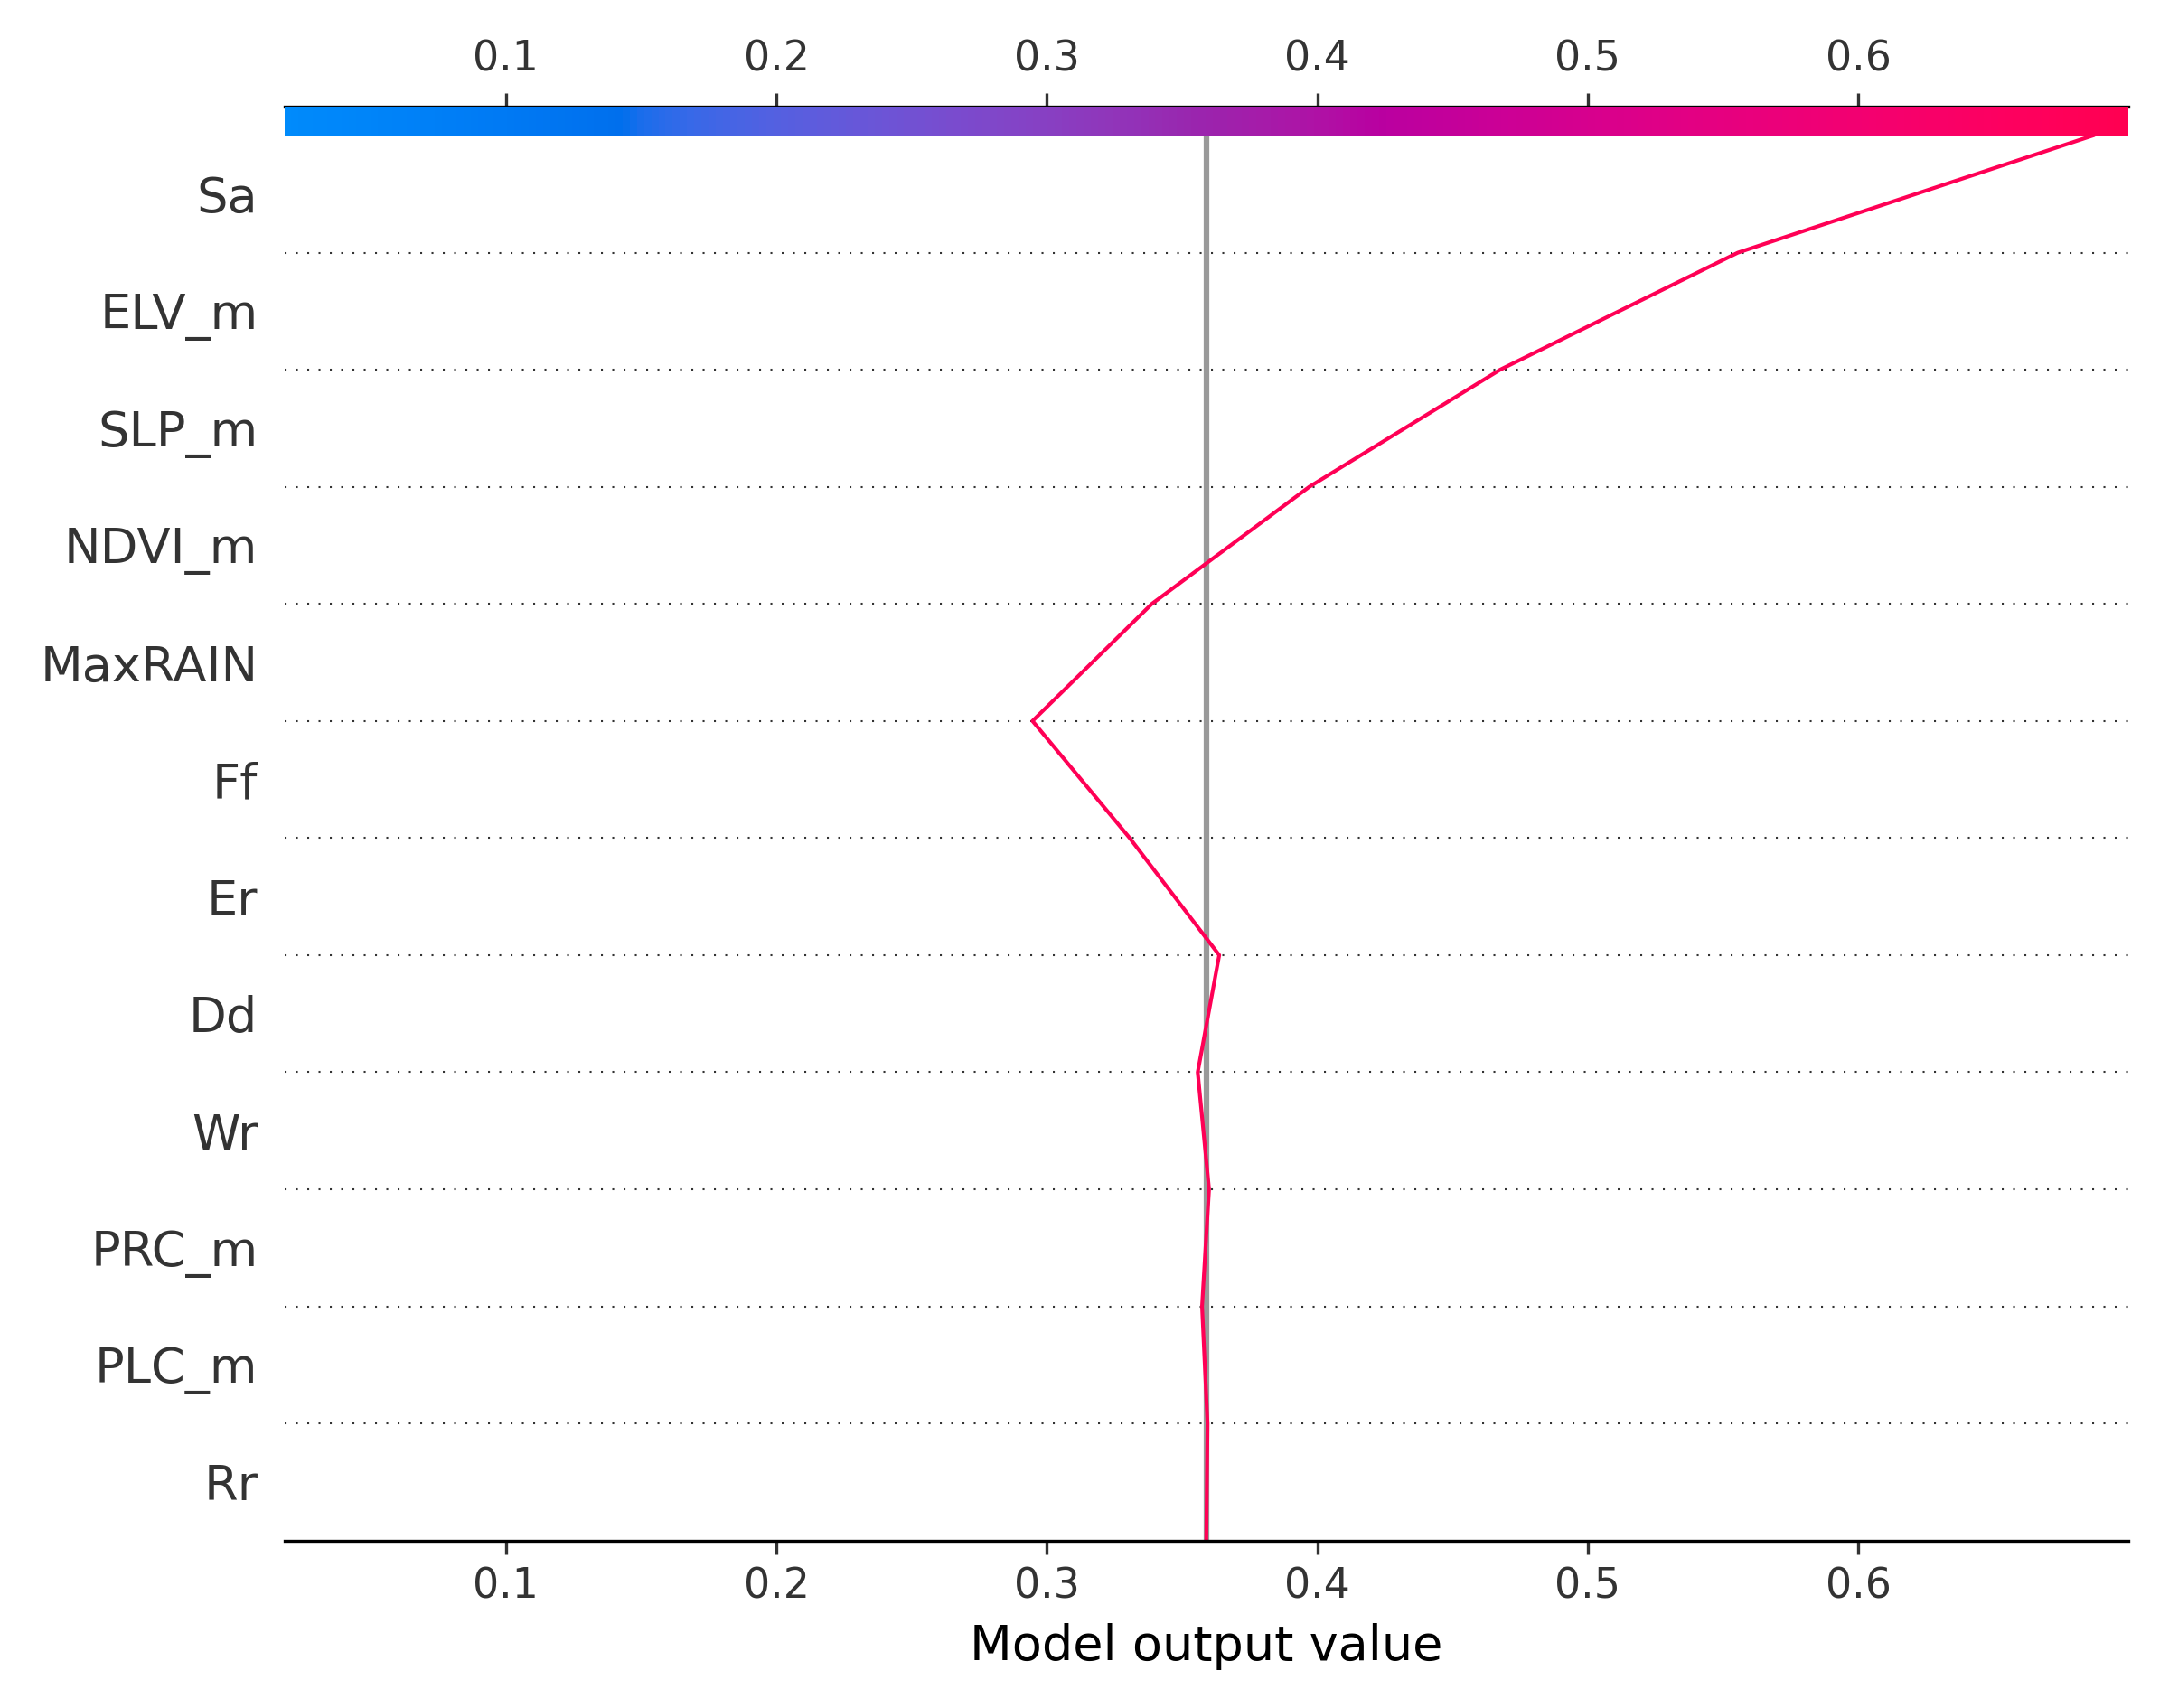 0.1 0.2 0.3 0.4 0.5 0.6
Sa
ELV_m
SLP_m
NDVI_m
MaxRAIN
Ff
Er
Dd
Wr
PRC_m
PLC_m
Rr
0.1 0.2 0.3 0.4 0.5 0.6
Model output value